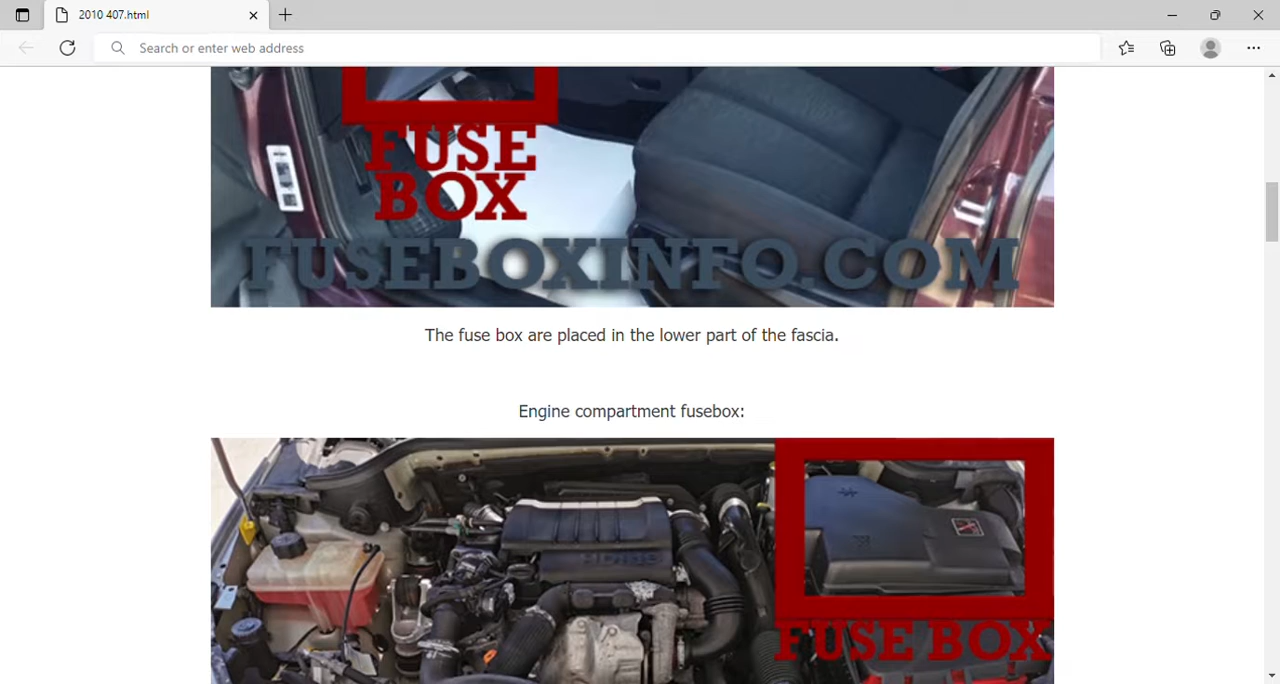 2010 407.html
Search or enter web address
FUSE
BOX
FUSEBOXINFO.COM
The fuse box are placed in the lower part of the fascia.
Engine compartment fusebox:
FUSE BOX